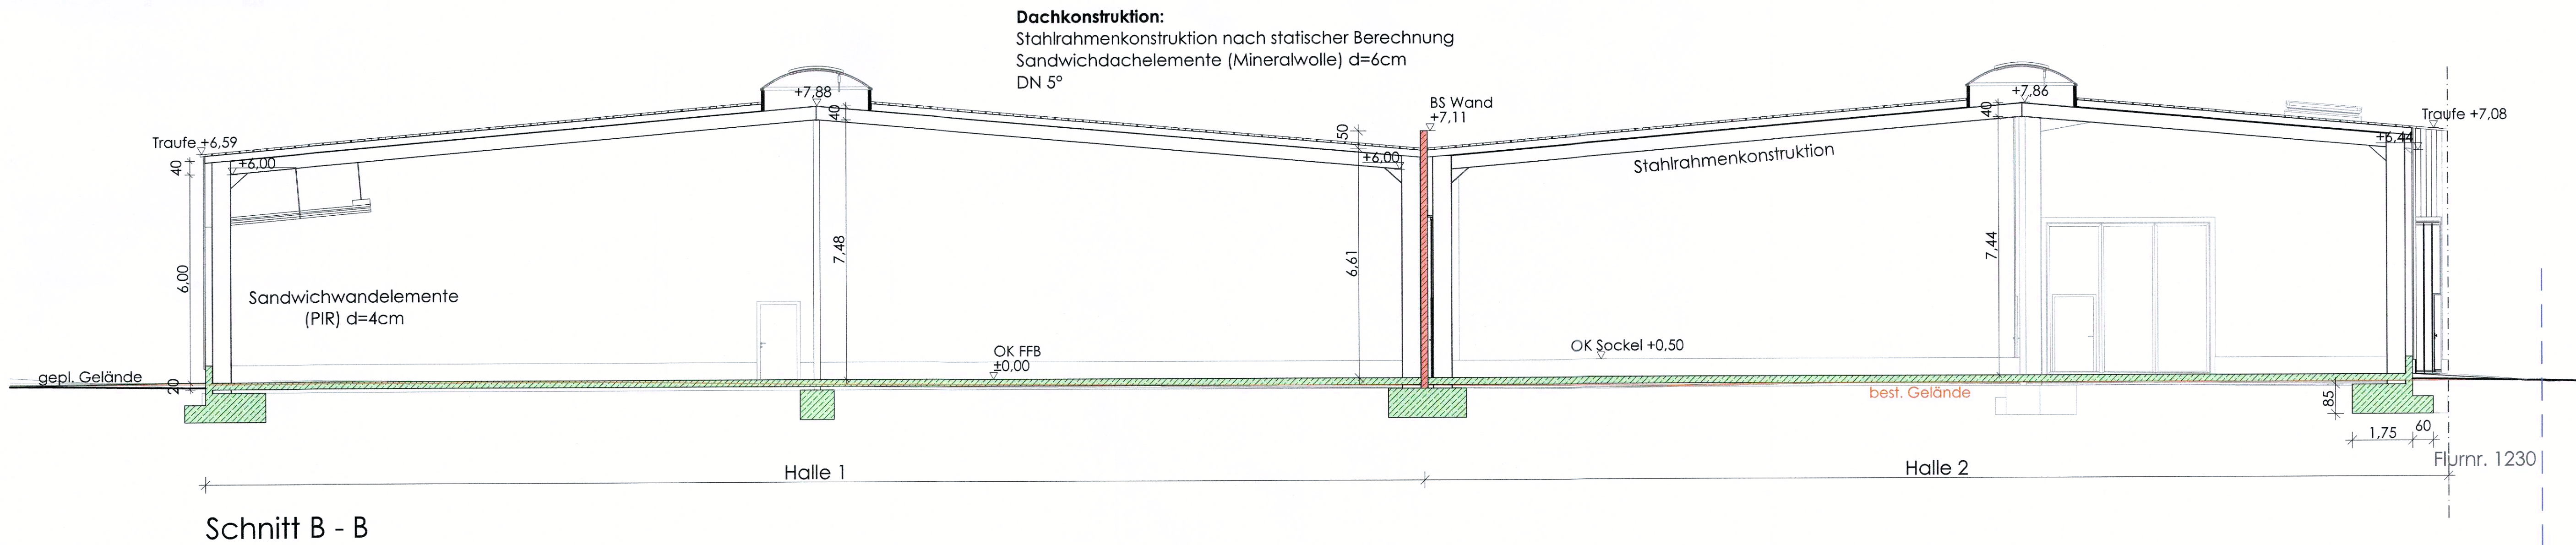 Dachkonstruktion:
Stahlrahmenkonstruktion nach statischer Berechnung
Sandwichdachelemente (Mineralwolle) d=6cm
DN 5°
+7,88
40
+7,86
40
BS Wand
+7,11
50
Traufe +7,08
Traufe +6,59
+6,44
40
+6,00
+6,00
Stahlrahmenkonstruktion
6,00
7,48
6,61
7,44
Sandwichwandelemente
(PIR) d=4cm
OK FFB
±0,00
OK Sockel +0,50
gepl. Gelände
20
best. Gelände
85
1,75
60
Flurnr. 1230
Halle 1
Halle 2
Schnitt B - B